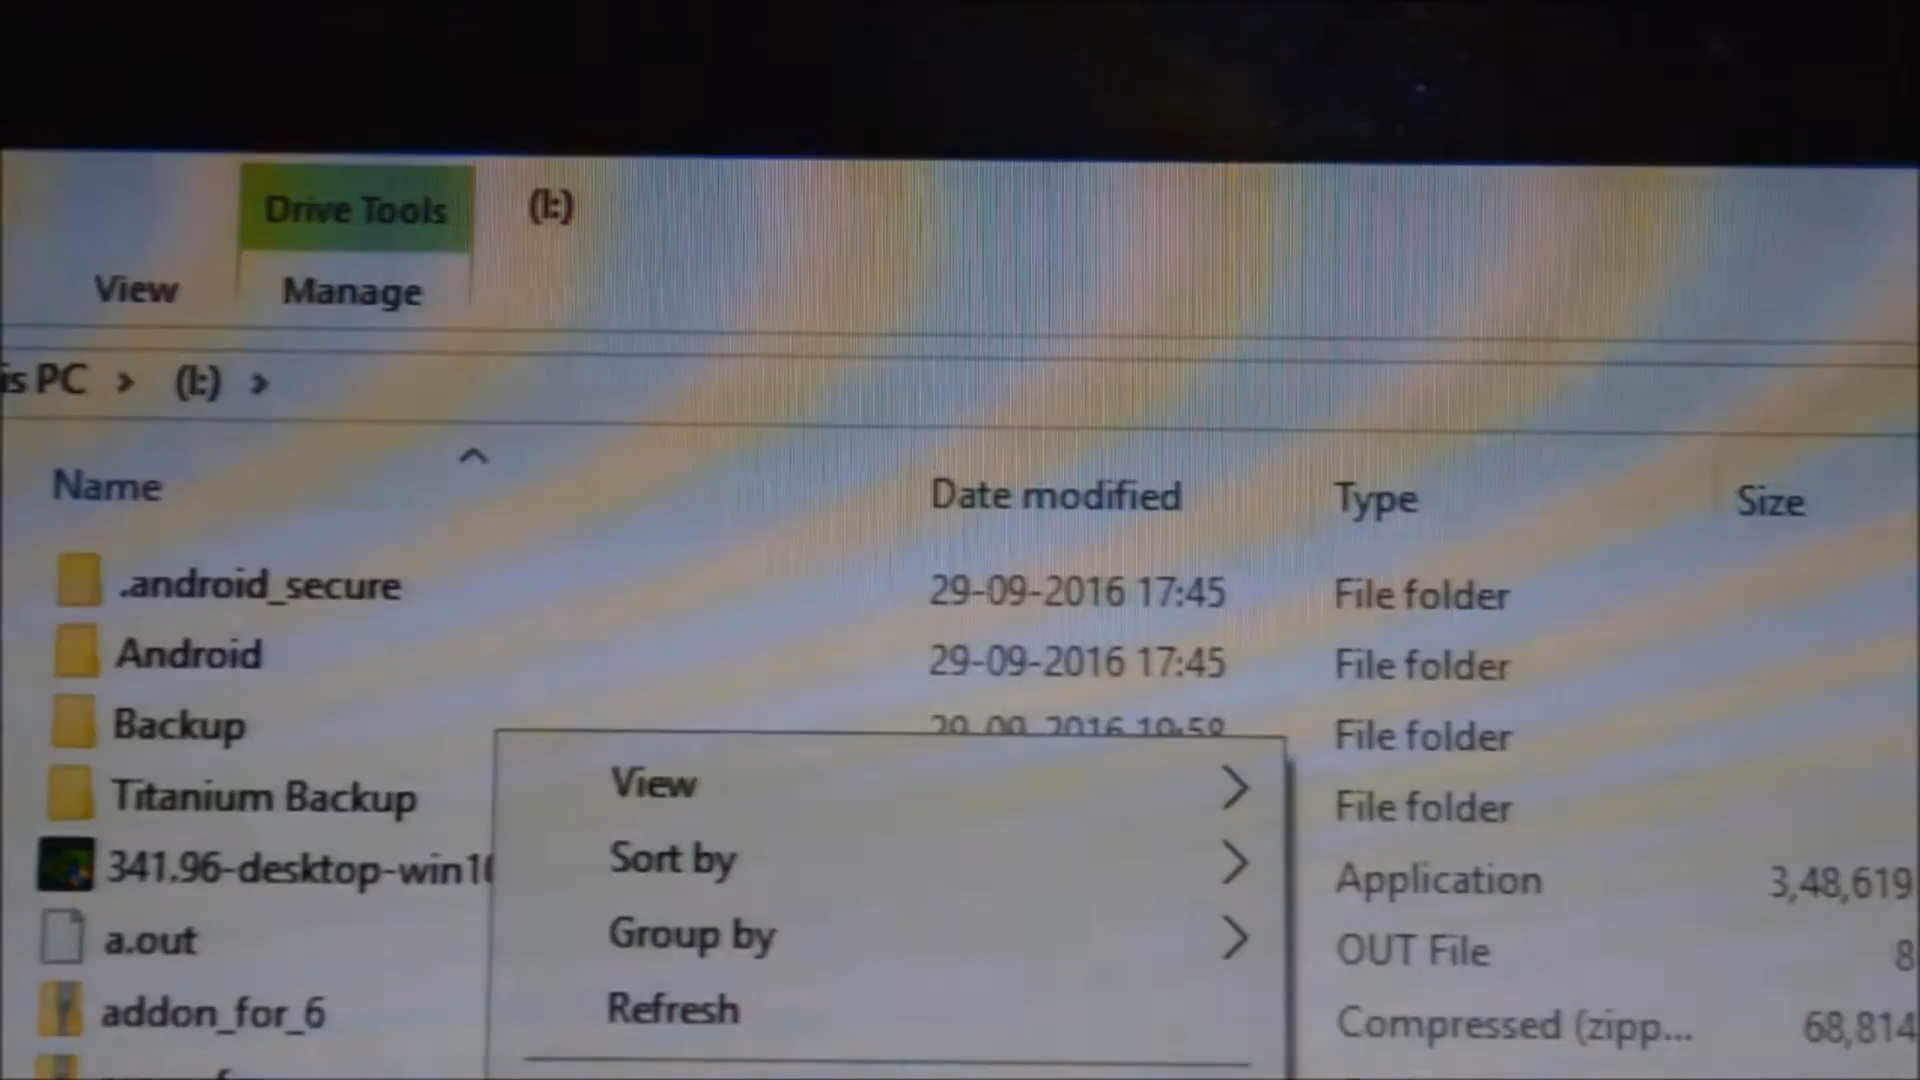 Drive Tools (I:)
View Manage
is PC > (I:) >
Name Date modified Type Size
.android_secure 29-09-2016 17:45 File folder
Android 29-09-2016 17:45 File folder
Backup File folder
Titanium Backup File folder
341.96-desktop-win10 Application 3,48,619
a.out OUT File 8
addon_for_6 Compressed (zipp... 68,814
View
Sort by
Group by
Refresh